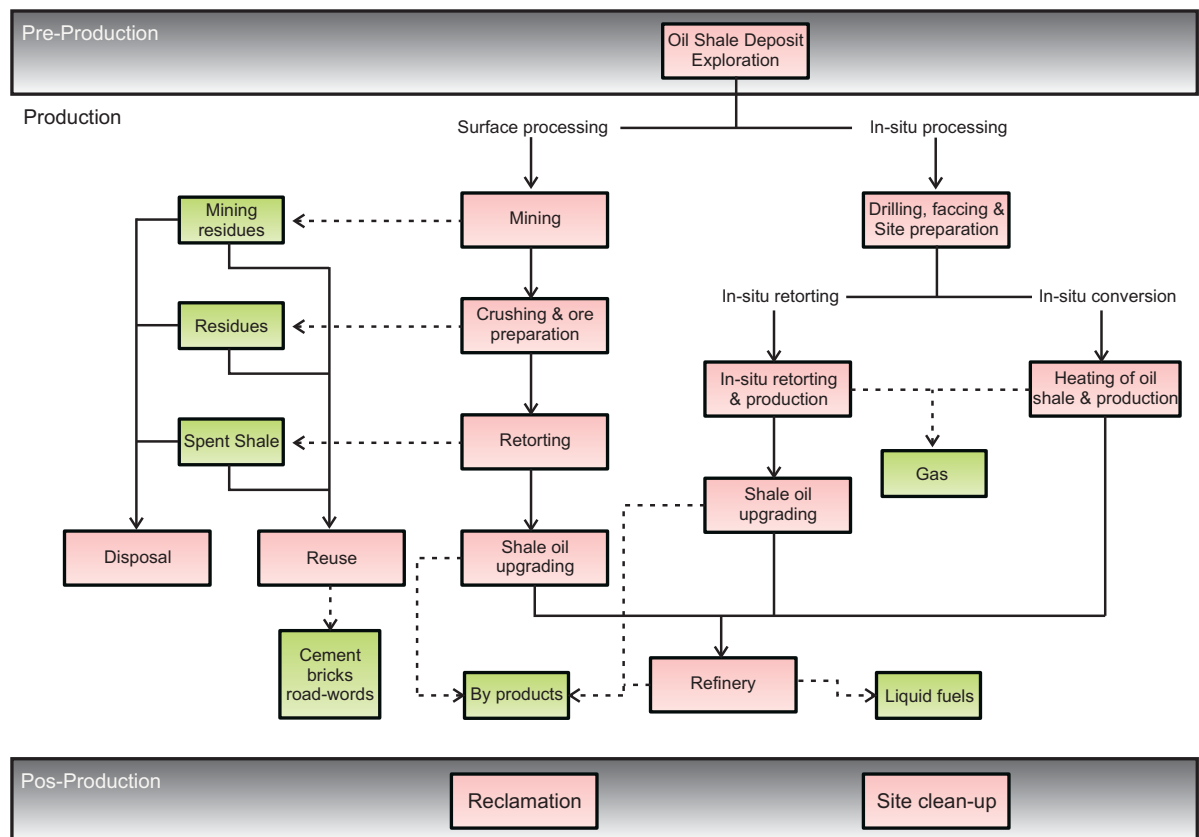 Pre-Production
Oil Shale Deposit
Exploration
Production
Surface processing
In-situ processing
Mining
residues
Mining
Drilling, faccing &
Site preparation
In-situ retorting
In-situ conversion
Residues
Crushing & ore
preparation
In-situ retorting
& production
Heating of oil
shale & production
Spent Shale
Retorting
Gas
Shale oil
upgrading
Disposal
Reuse
Shale oil
upgrading
Cement
bricks
road-words
By products
Refinery
Liquid fuels
Pos-Production
Reclamation
Site clean-up